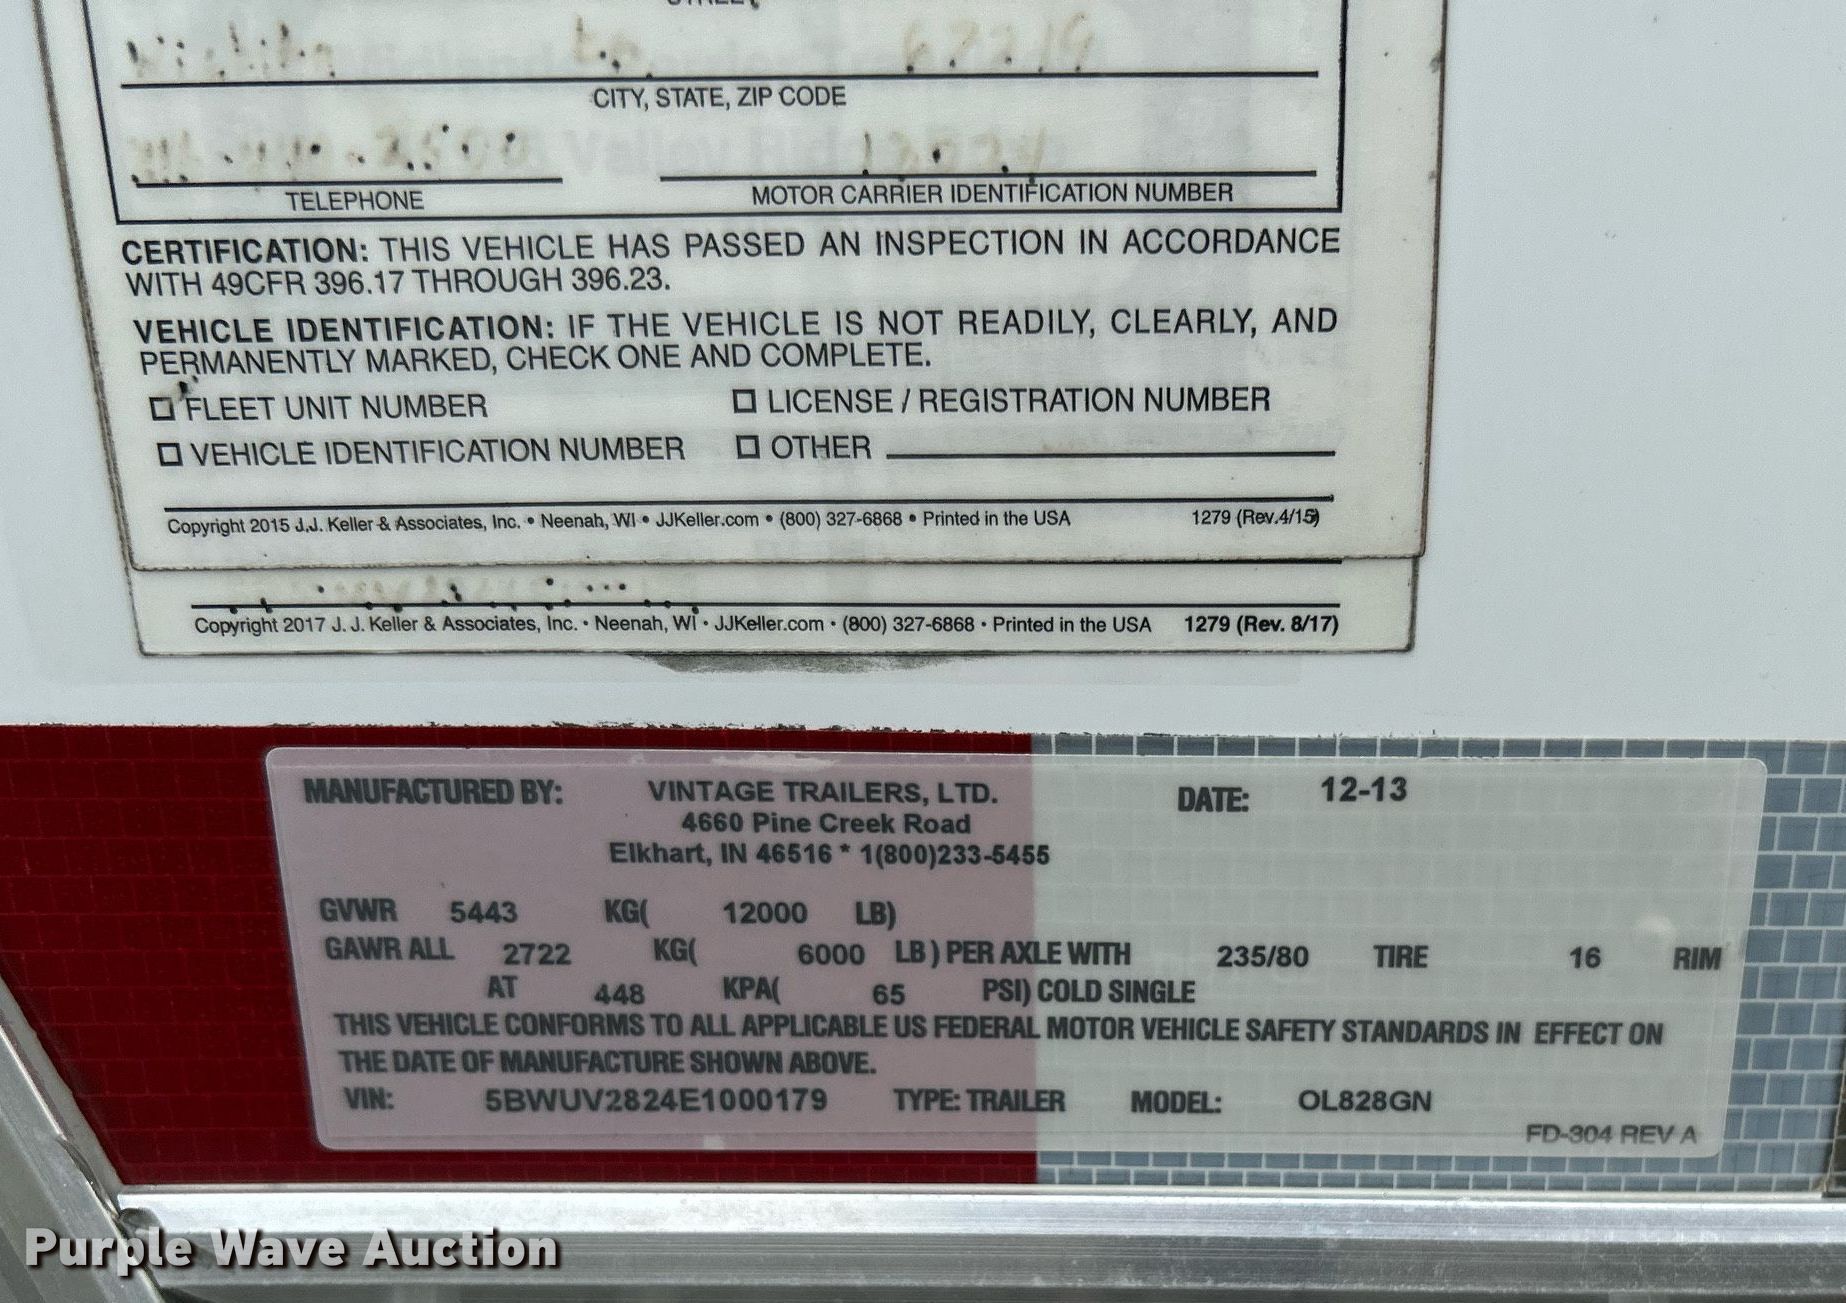 CITY, STATE, ZIP CODE
TELEPHONE MOTOR CARRIER IDENTIFICATION NUMBER
CERTIFICATION: THIS VEHICLE HAS PASSED AN INSPECTION IN ACCORDANCE
WITH 49CFR 396.17 THROUGH 396.23.
VEHICLE IDENTIFICATION: IF THE VEHICLE IS NOT READILY, CLEARLY, AND
PERMANENTLY MARKED, CHECK ONE AND COMPLETE.
☐ FLEET UNIT NUMBER ☐ LICENSE / REGISTRATION NUMBER
☐ VEHICLE IDENTIFICATION NUMBER ☐ OTHER
Copyright 2015 J.J. Keller & Associates, Inc. • Neenah, WI • JJKeller.com • (800) 327-6868 • Printed in the USA 1279 (Rev.4/15)
Copyright 2017 J. J. Keller & Associates, Inc. • Neenah, WI • JJKeller.com • (800) 327-6868 • Printed in the USA 1279 (Rev. 8/17)
MANUFACTURED BY: VINTAGE TRAILERS, LTD. DATE: 12-13
4660 Pine Creek Road
Elkhart, IN 46516 * 1(800)233-5455
GVWR 5443 KG( 12000 LB)
GAWR ALL 2722 KG( 6000 LB ) PER AXLE WITH 235/80 TIRE 16 RIM
AT 448 KPA( 65 PSI) COLD SINGLE
THIS VEHICLE CONFORMS TO ALL APPLICABLE US FEDERAL MOTOR VEHICLE SAFETY STANDARDS IN EFFECT ON
THE DATE OF MANUFACTURE SHOWN ABOVE.
VIN: 5BWUV2824E1000179 TYPE: TRAILER MODEL: OL828GN
FD-304 REV A
Purple Wave Auction